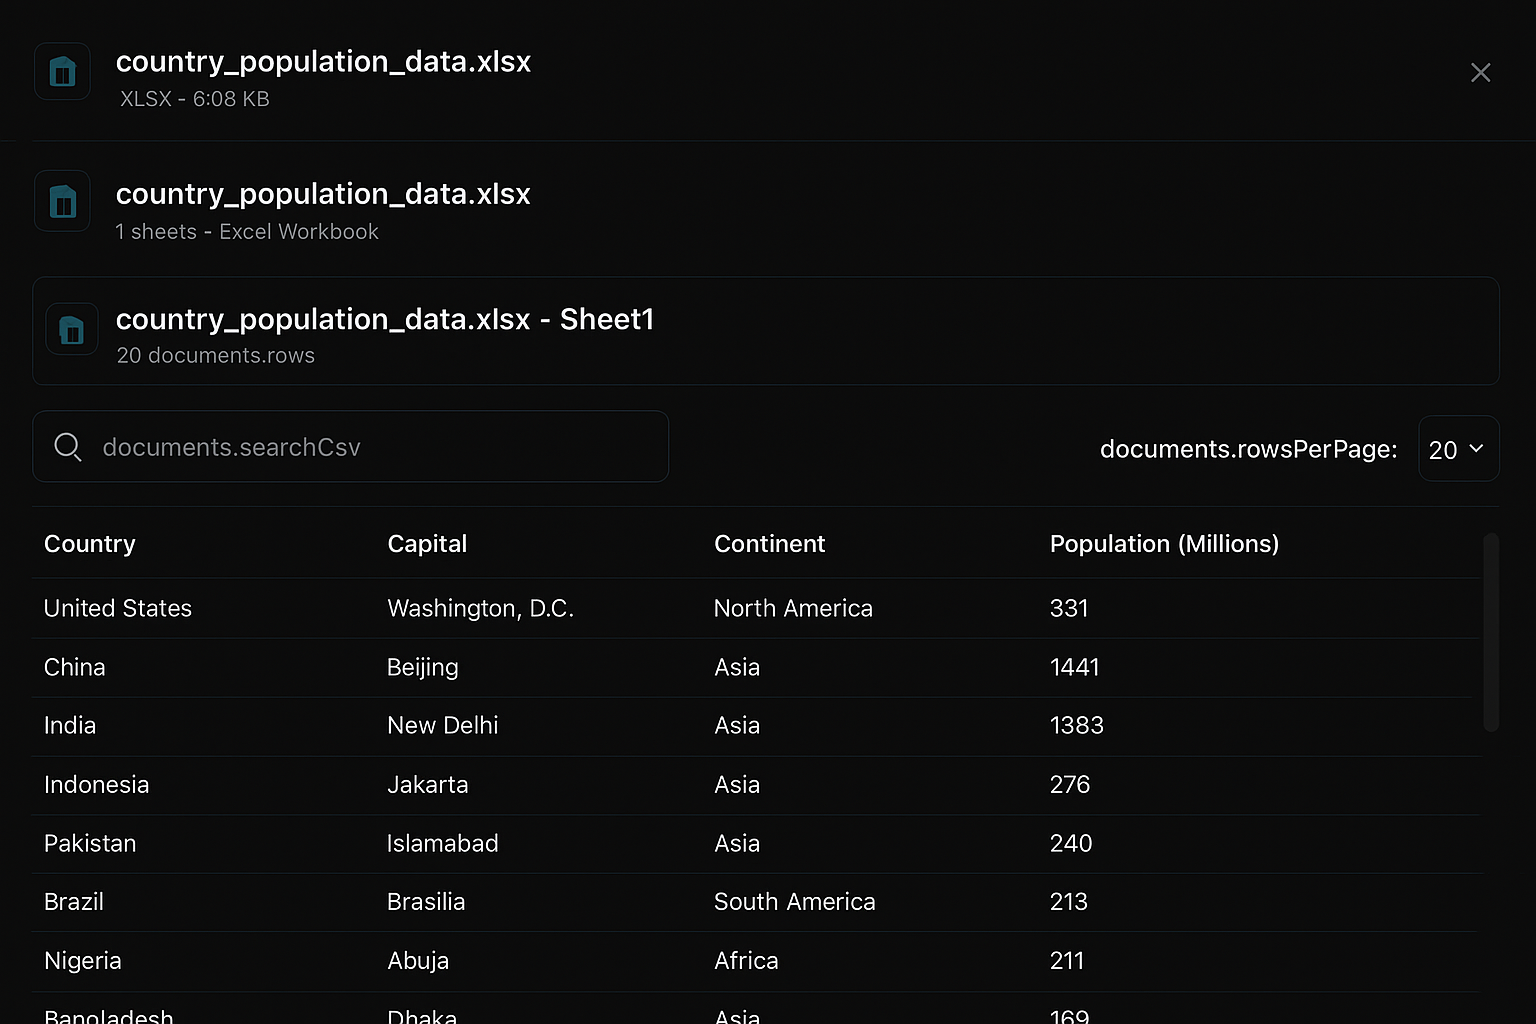 country_population_data.xlsx
XLSX - 6:08 KB
country_population_data.xlsx
1 sheets - Excel Workbook
country_population_data.xlsx - Sheet1
20 documents.rows
documents.searchCsv
documents.rowsPerPage: 20
Country Capital Continent Population (Millions)
United States Washington, D.C. North America 331
China Beijing Asia 1441
India New Delhi Asia 1383
Indonesia Jakarta Asia 276
Pakistan Islamabad Asia 240
Brazil Brasilia South America 213
Nigeria Abuja Africa 211
Bangladesh Dhaka Asia 169